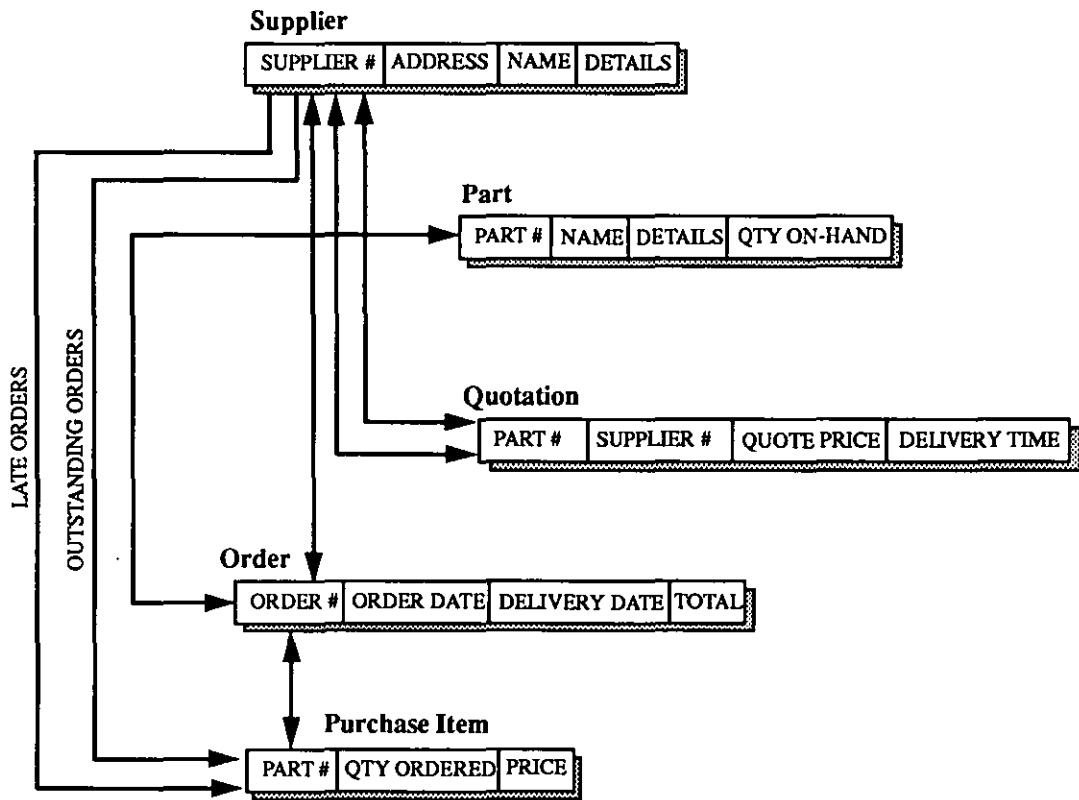 Supplier
SUPPLIER # ADDRESS NAME DETAILS
Part
PART # NAME DETAILS QTY ON-HAND
LATE ORDERS
OUTSTANDING ORDERS
Quotation
PART # SUPPLIER # QUOTE PRICE DELIVERY TIME
Order
ORDER # ORDER DATE DELIVERY DATE TOTAL
Purchase Item
PART # QTY ORDERED PRICE